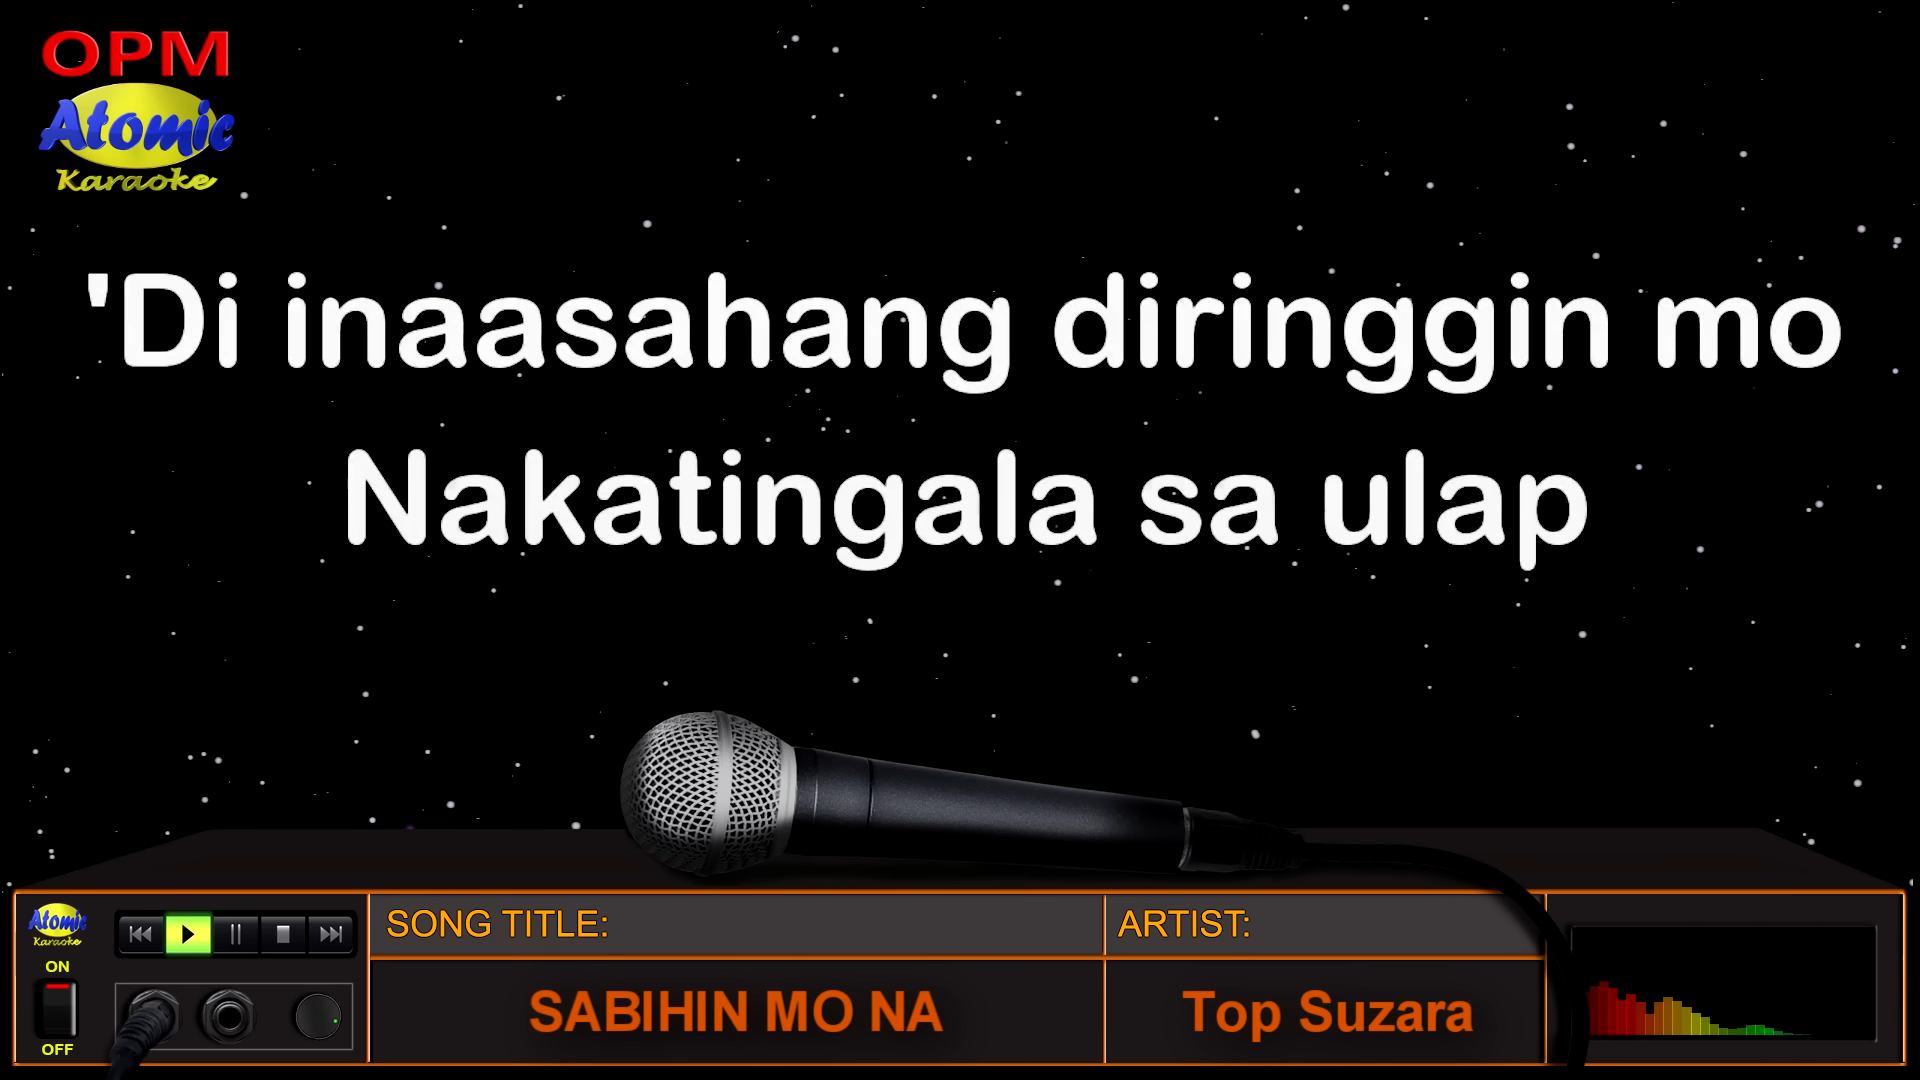 OPM
Atomic
Karaoke
'Di inaasahang diringgin mo
Nakatingala sa ulap
Atomic
Karaoke
ON
OFF
SONG TITLE:
SABIHIN MO NA
ARTIST:
Top Suzara